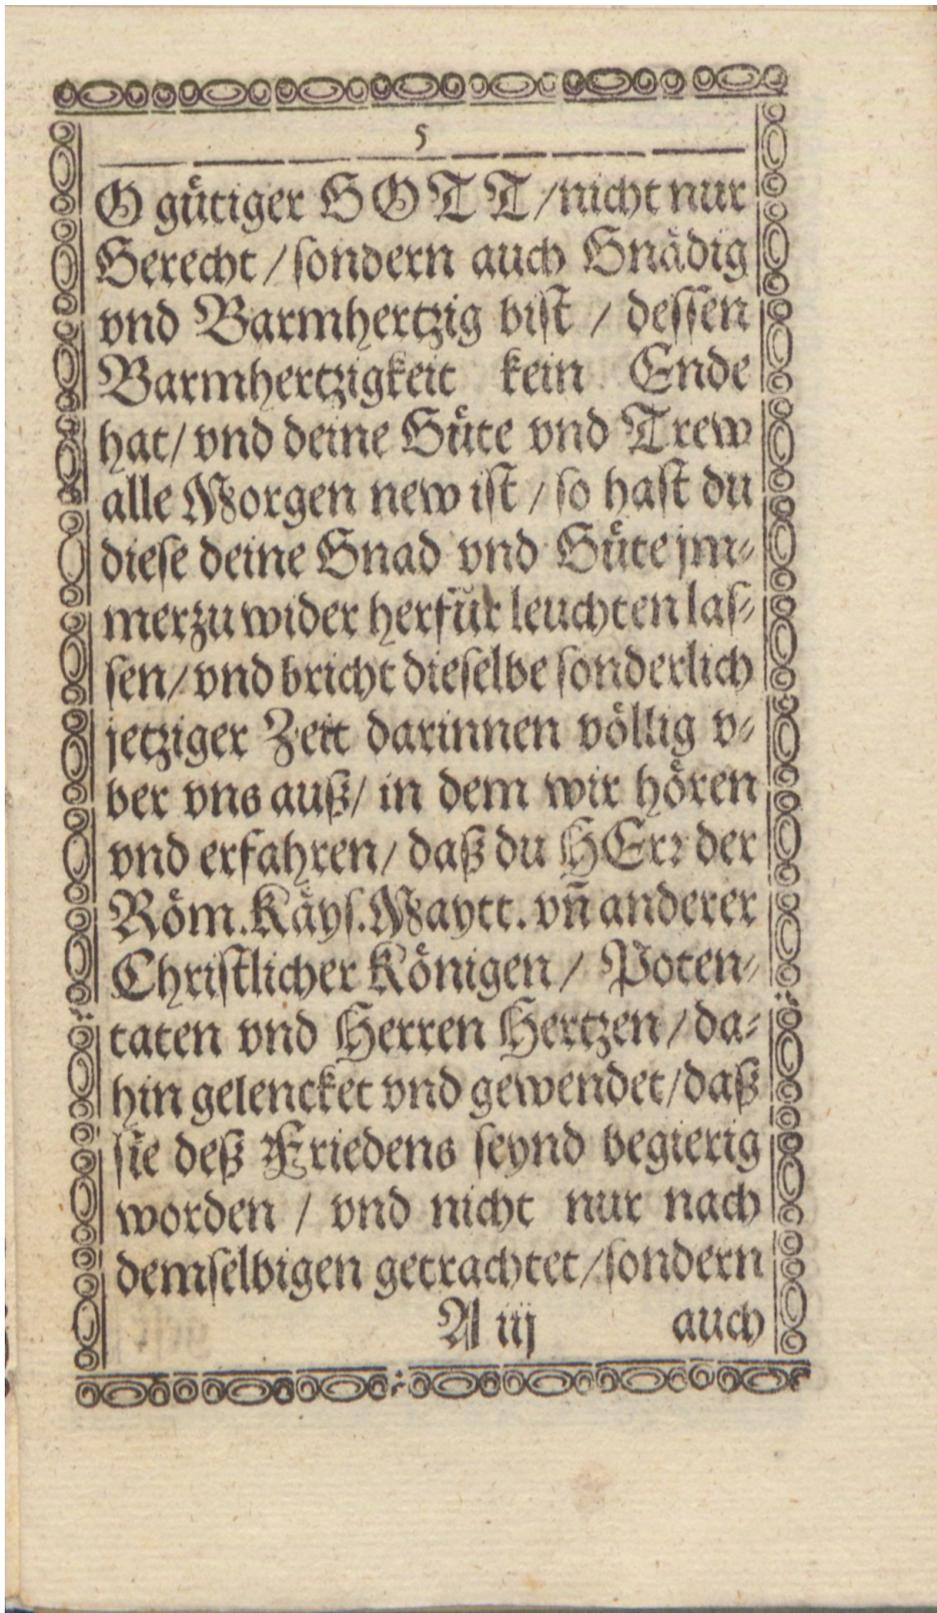 5
O gütiger GOTT/nicht nur
Gerecht/sondern auch Gnädig
vnd Barmhertzig bist / dessen
Barmhertzigkeit kein Ende
hat/ vnd deine Güte vnd Trew
alle Morgen new ist / so hast du
diese deine Gnad vnd Güte jm⸗
merzu wider herfür leuchten las⸗
sen/ vnd bricht dieselbe sonderlich
jetziger Zeit darinnen völlig v⸗
ber vns auß/ in dem wir hören
vnd erfahren/ daß du HErꝛ der
Röm. Käys. Maytt. vñ anderer
Christlicher Königen / Poten⸗
taten vnd Herren Hertzen / da⸗
hin gelencket vnd gewendet/daß
sie deß Friedens seynd begierig
worden / vnd nicht nur nach
demselbigen getrachtet/sondern
A iij auch